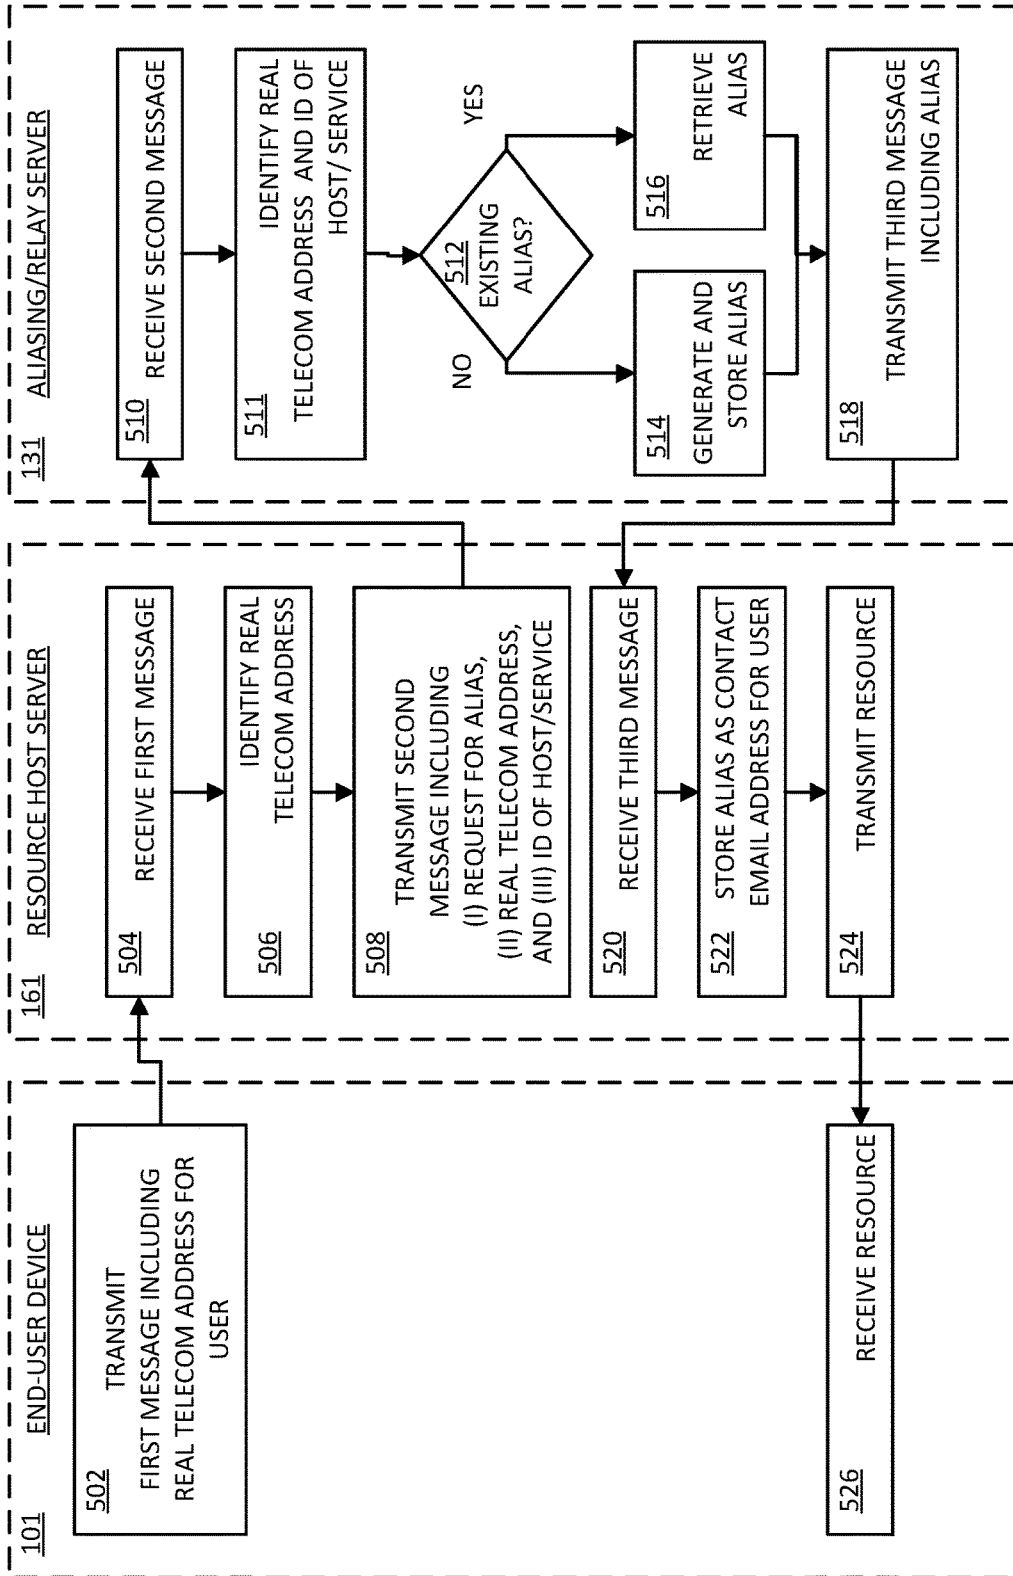 101 END-USER DEVICE
502
TRANSMIT
FIRST MESSAGE INCLUDING
REAL TELECOM ADDRESS FOR
USER
526
RECEIVE RESOURCE
161 RESOURCE HOST SERVER
504
RECEIVE FIRST MESSAGE
506
IDENTIFY REAL
TELECOM ADDRESS
508
TRANSMIT SECOND
MESSAGE INCLUDING
(I) REQUEST FOR ALIAS,
(II) REAL TELECOM ADDRESS,
AND (III) ID OF HOST/SERVICE
520
RECEIVE THIRD MESSAGE
522
STORE ALIAS AS CONTACT
EMAIL ADDRESS FOR USER
524
TRANSMIT RESOURCE
131 ALIASING/RELAY SERVER
510
RECEIVE SECOND MESSAGE
511
IDENTIFY REAL
TELECOM ADDRESS AND ID OF
HOST/ SERVICE
512
EXISTING
ALIAS?
NO
YES
514
GENERATE AND
STORE ALIAS
516
RETRIEVE
ALIAS
518
TRANSMIT THIRD MESSAGE
INCLUDING ALIAS